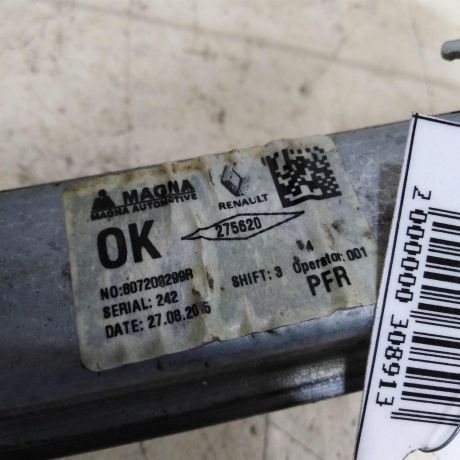 MAGNA
MAGNA AUTOMOTIVE
RENAULT
OK
275620
NO:807209299R
SHIFT: 3
Operator: 001
SERIAL: 242
PFR
DATE: 27.08.2015
2 000000 308913